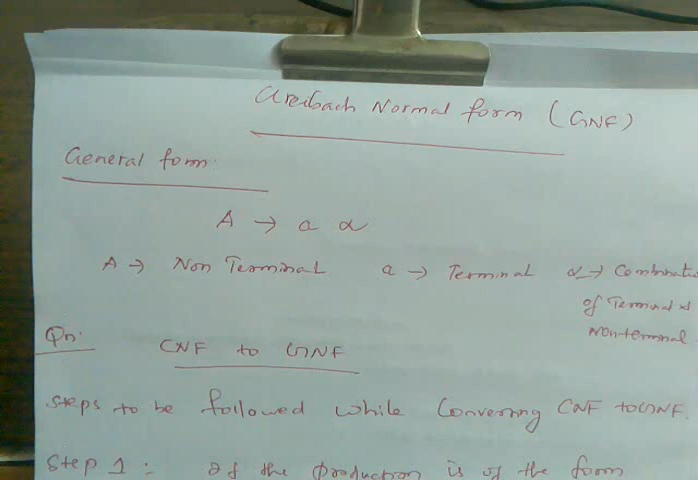 Greibach Normal form (GNF)
General form:
A → a α
A → Non Terminal a → Terminal α → Combinatio
of Terminal &
Non-terminal
Qn:
CNF to GNF
Steps to be followed while Converting CNF to GNF.
Step 1: If the production is of the form